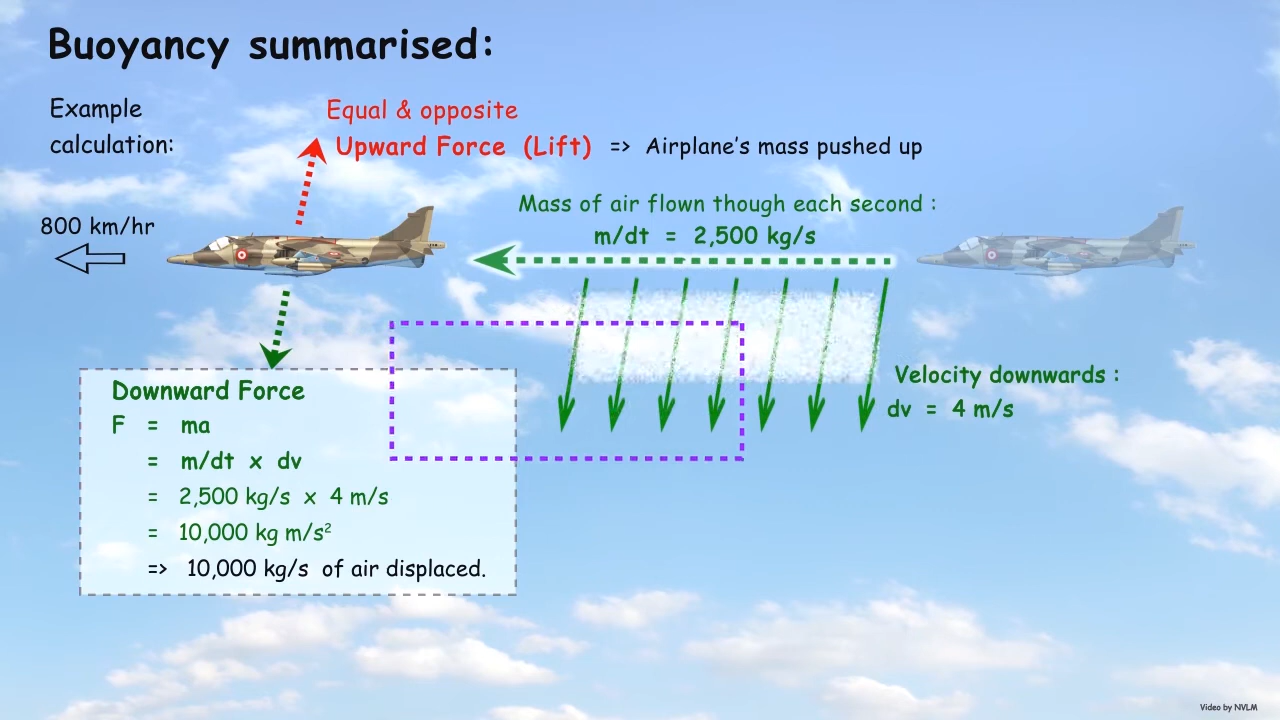 Buoyancy summarised:
Example
calculation:
Equal & opposite
Upward Force (Lift) => Airplane's mass pushed up
800 km/hr
Mass of air flown though each second :
m/dt = 2,500 kg/s
Velocity downwards :
dv = 4 m/s
Downward Force
F = ma
= m/dt x dv
= 2,500 kg/s x 4 m/s
= 10,000 kg m/s²
=> 10,000 kg/s of air displaced.
Video by NVLM